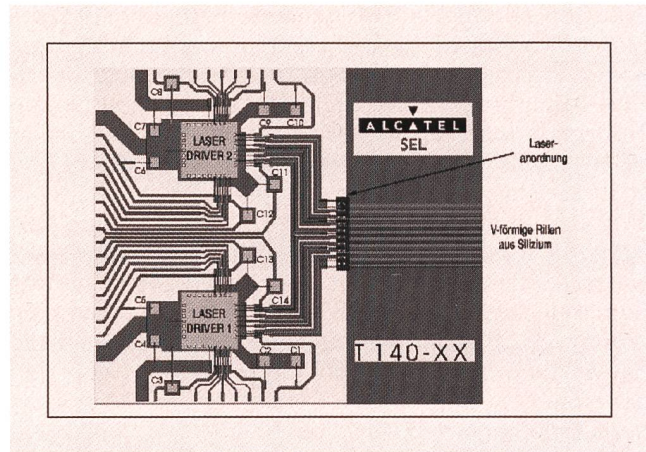 C8
C9
C10
C7
LASER
DRIVER 2
C6
C11
C12
C13
C5
C14
LASER
DRIVER 1
C4
C2
C1
C3
ALCATEL
SEL
Laser-
anordnung
V-förmige Rillen
aus Silizium
T140-XX